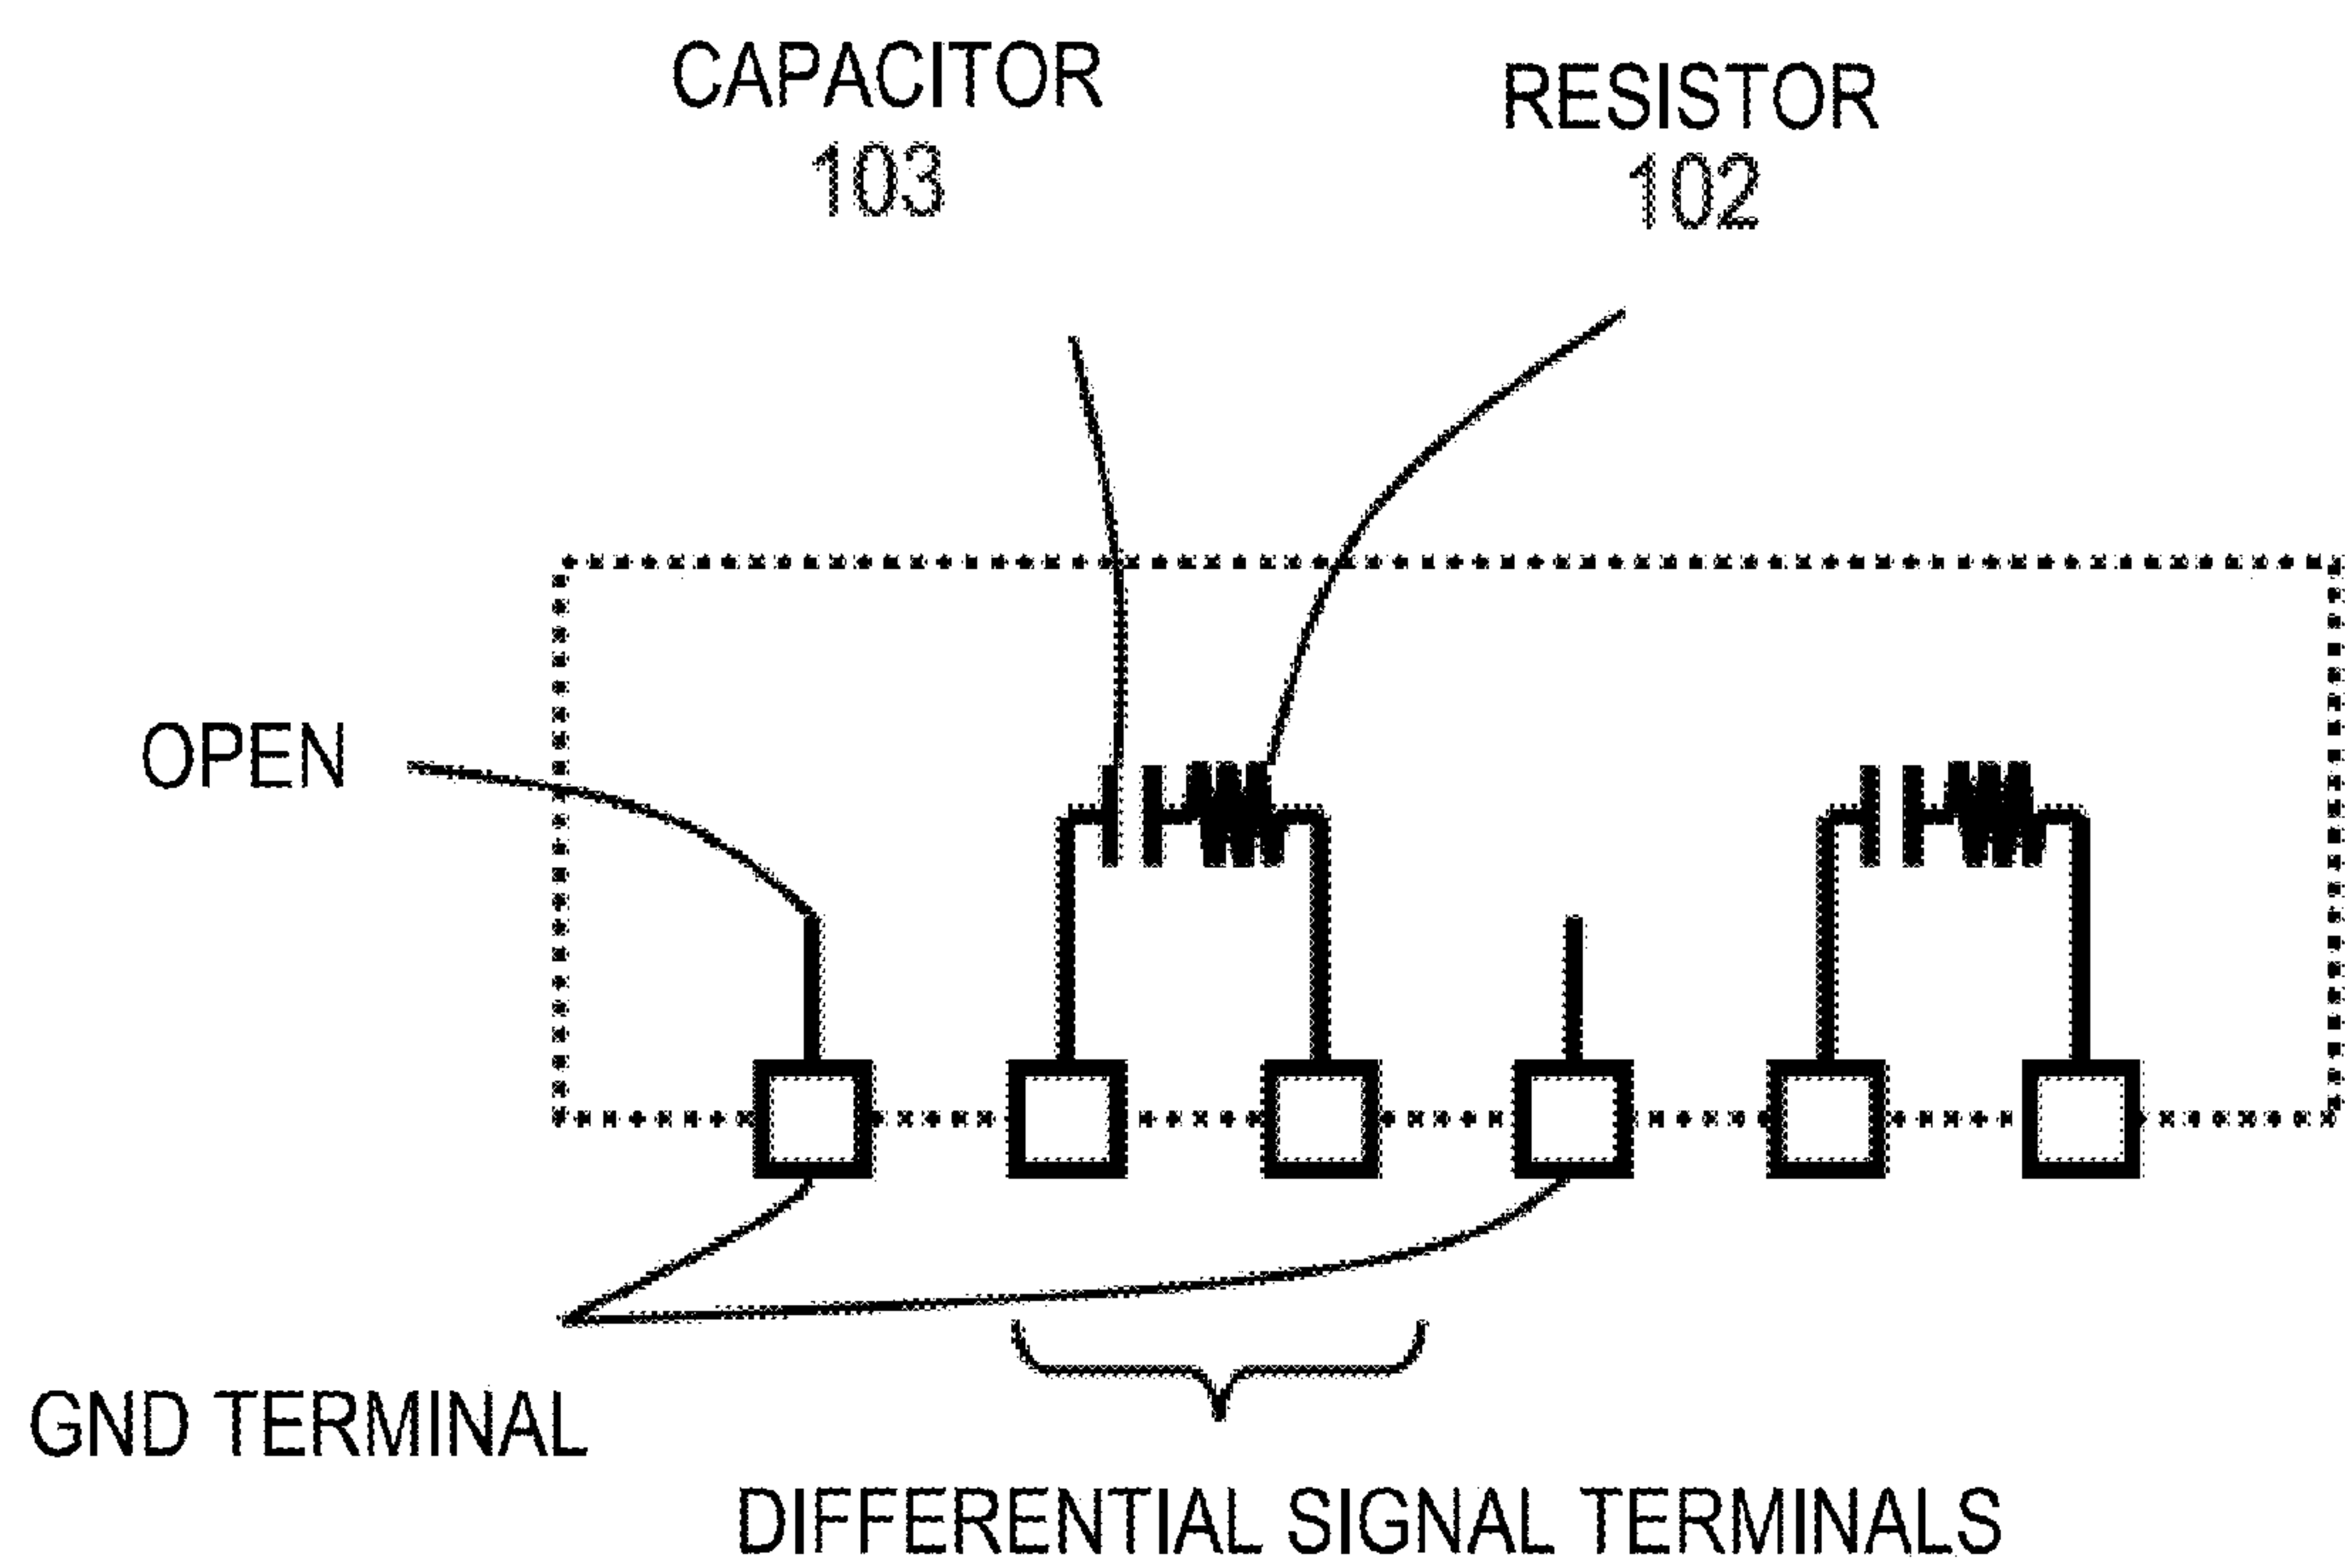 CAPACITOR
103
RESISTOR
102
OPEN
GND TERMINAL
DIFFERENTIAL SIGNAL TERMINALS